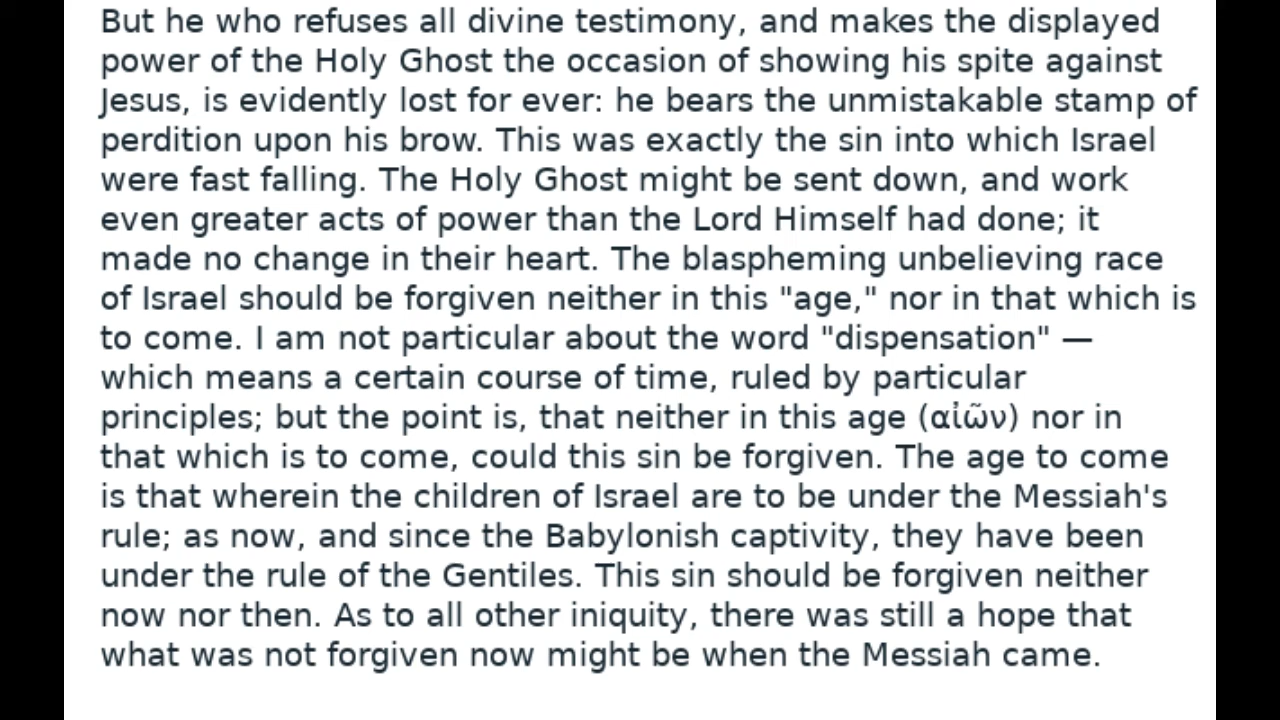 But he who refuses all divine testimony, and makes the displayed
power of the Holy Ghost the occasion of showing his spite against
Jesus, is evidently lost for ever: he bears the unmistakable stamp of
perdition upon his brow. This was exactly the sin into which Israel
were fast falling. The Holy Ghost might be sent down, and work
even greater acts of power than the Lord Himself had done; it
made no change in their heart. The blaspheming unbelieving race
of Israel should be forgiven neither in this "age," nor in that which is
to come. I am not particular about the word "dispensation" —
which means a certain course of time, ruled by particular
principles; but the point is, that neither in this age (αἰῶν) nor in
that which is to come, could this sin be forgiven. The age to come
is that wherein the children of Israel are to be under the Messiah's
rule; as now, and since the Babylonish captivity, they have been
under the rule of the Gentiles. This sin should be forgiven neither
now nor then. As to all other iniquity, there was still a hope that
what was not forgiven now might be when the Messiah came.